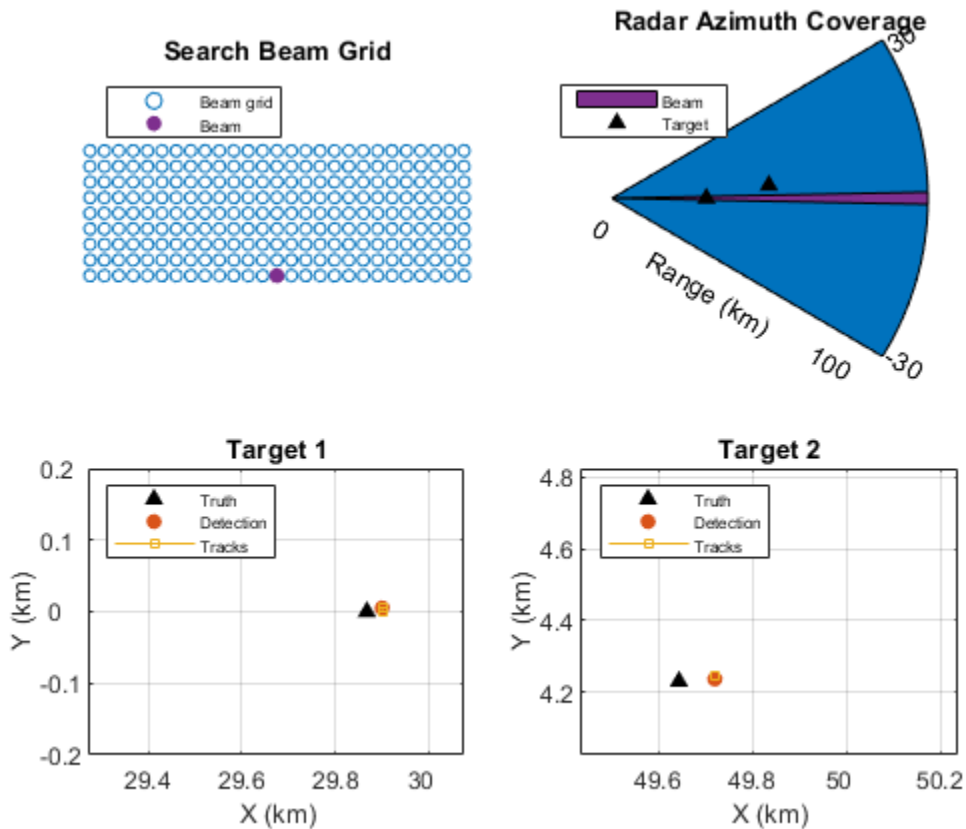 Search Beam Grid
Beam grid
Beam
Radar Azimuth Coverage
Beam
Target
30
0
Range (km)
100
-30
Target 1
Truth
Detection
Tracks
0.2
0.1
0
-0.1
-0.2
Y (km)
29.4
29.6
29.8
30
X (km)
Target 2
Truth
Detection
Tracks
4.8
4.6
4.4
4.2
Y (km)
49.6
49.8
50
50.2
X (km)